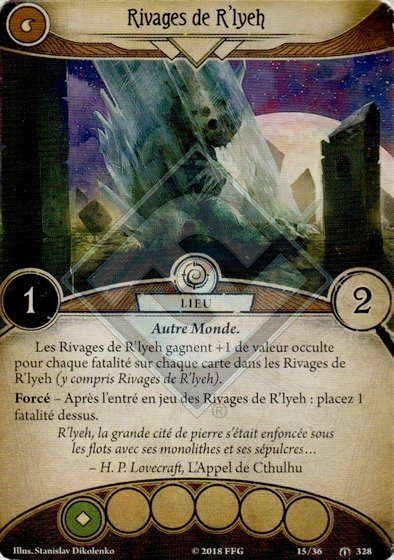 Rivages de R'lyeh
1
LIEU
2
Autre Monde.
Les Rivages de R'lyeh gagnent +1 de valeur occulte
pour chaque fatalité sur chaque carte dans les Rivages de
R'lyeh (y compris Rivages de R'lyeh).
Forcé – Après l'entré en jeu des Rivages de R'lyeh : placez 1
fatalité dessus.
R'lyeh, la grande cité de pierre s'était enfoncée sous
les flots avec ses monolithes et ses sépulcres…
– H. P. Lovecraft, L'Appel de Cthulhu
Illus. Stanislav Dikolenko © 2018 FFG 15/36 328